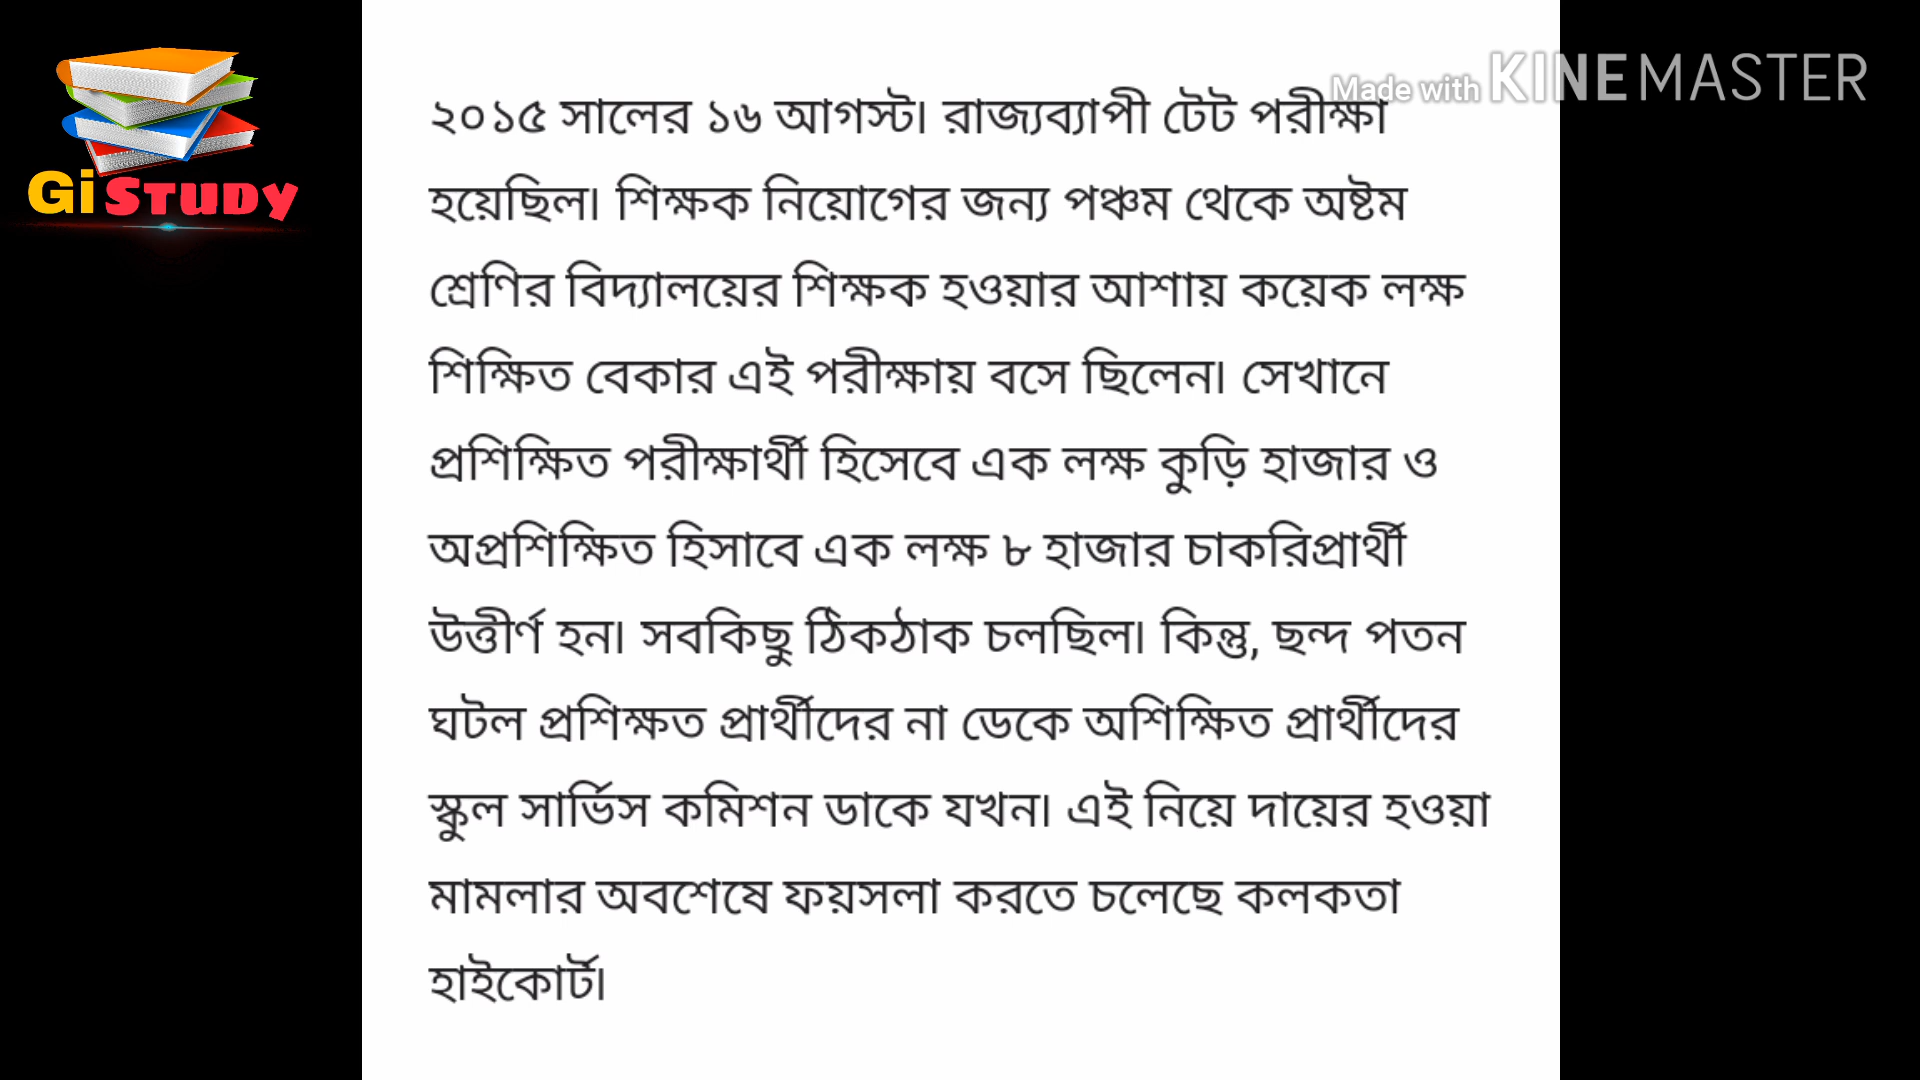 Made with KINEMASTER
Gi STUDY
২০১৫ সালের ১৬ আগস্ট। রাজ্যব্যাপী টেট পরীক্ষা
হয়েছিল। শিক্ষক নিয়োগের জন্য পঞ্চম থেকে অষ্টম
শ্রেণির বিদ্যালয়ের শিক্ষক হওয়ার আশায় কয়েক লক্ষ
শিক্ষিত বেকার এই পরীক্ষায় বসে ছিলেন। সেখানে
প্রশিক্ষিত পরীক্ষার্থী হিসেবে এক লক্ষ কুড়ি হাজার ও
অপ্রশিক্ষিত হিসাবে এক লক্ষ ৮ হাজার চাকরিপ্রার্থী
উত্তীর্ণ হন। সবকিছু ঠিকঠাক চলছিল। কিন্তু, ছন্দ পতন
ঘটল প্রশিক্ষত প্রার্থীদের না ডেকে অশিক্ষিত প্রার্থীদের
স্কুল সার্ভিস কমিশন ডাকে যখন। এই নিয়ে দায়ের হওয়া
মামলার অবশেষে ফয়সলা করতে চলেছে কলকতা
হাইকোর্ট।